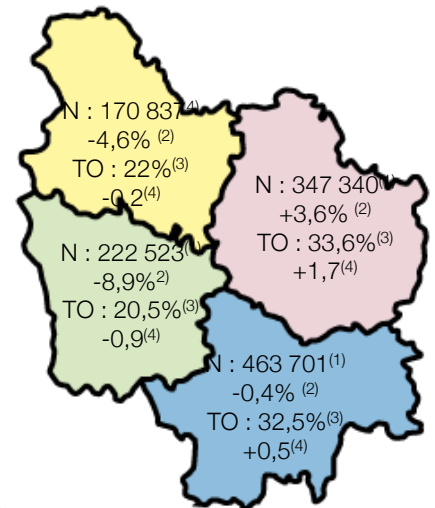 N : 170 837(4)
-4,6% (2)
TO : 22%(3)
-0,2(4)
N : 347 340(1)
+3,6% (2)
TO : 33,6%(3)
+1,7(4)
N : 222 523(1)
-8,9%2)
TO : 20,5%(3)
-0,9(4)
N : 463 701(1)
-0,4% (2)
TO : 32,5%(3)
+0,5(4)